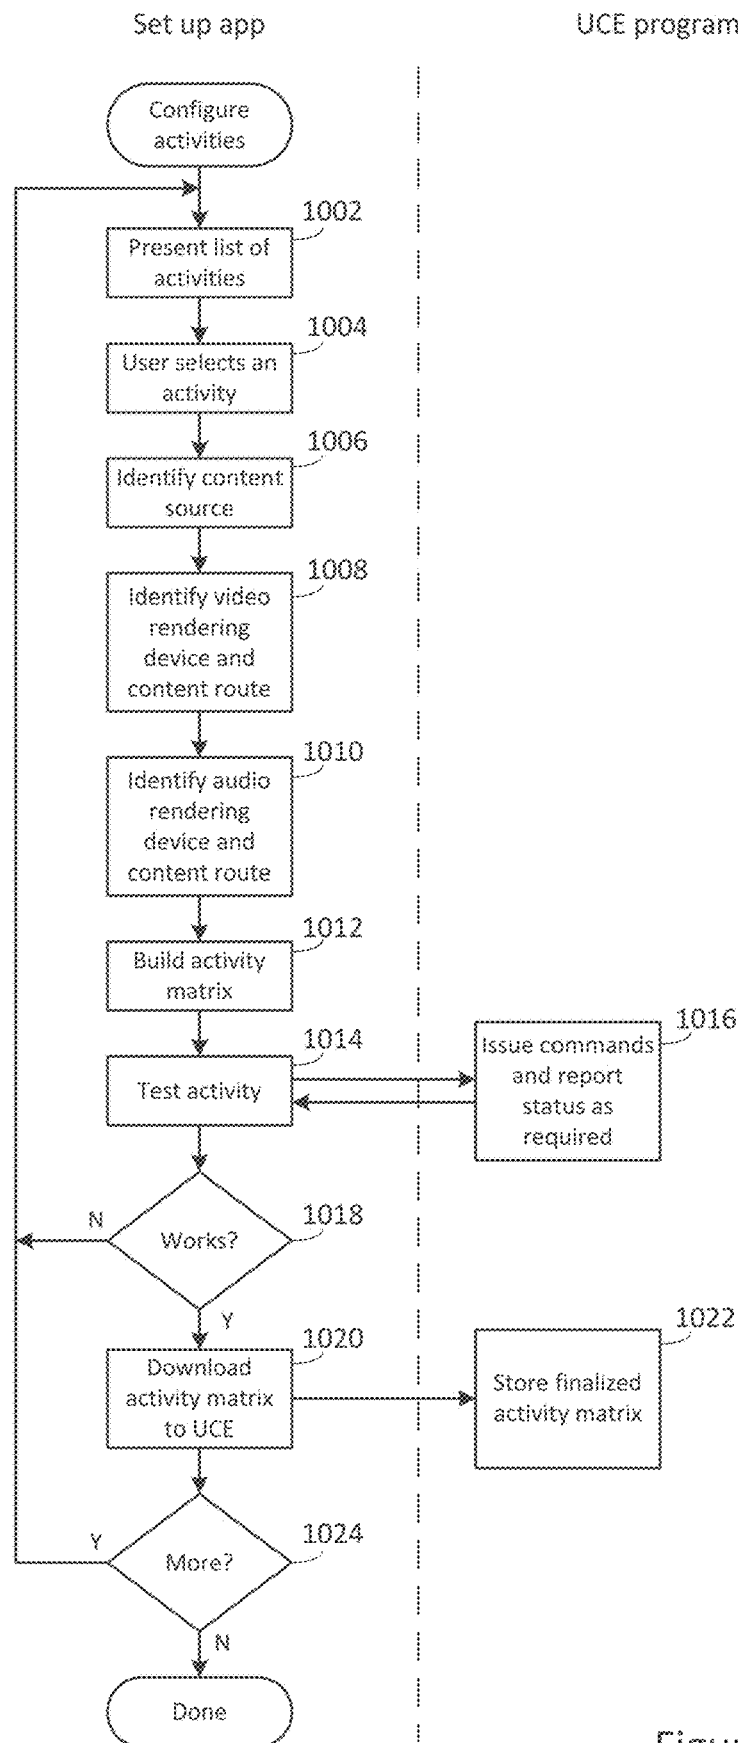 Set up app
UCE program
Configure
activities
1002
Present list of
activities
1004
User selects an
activity
1006
Identify content
source
1008
Identify video
rendering
device and
content route
1010
Identify audio
rendering
device and
content route
1012
Build activity
matrix
1014
Test activity
1016
Issue commands
and report
status as
required
N
Works?
1018
Y
1020
Download
activity matrix
to UCE
1022
Store finalized
activity matrix
Y
More?
1024
N
Done